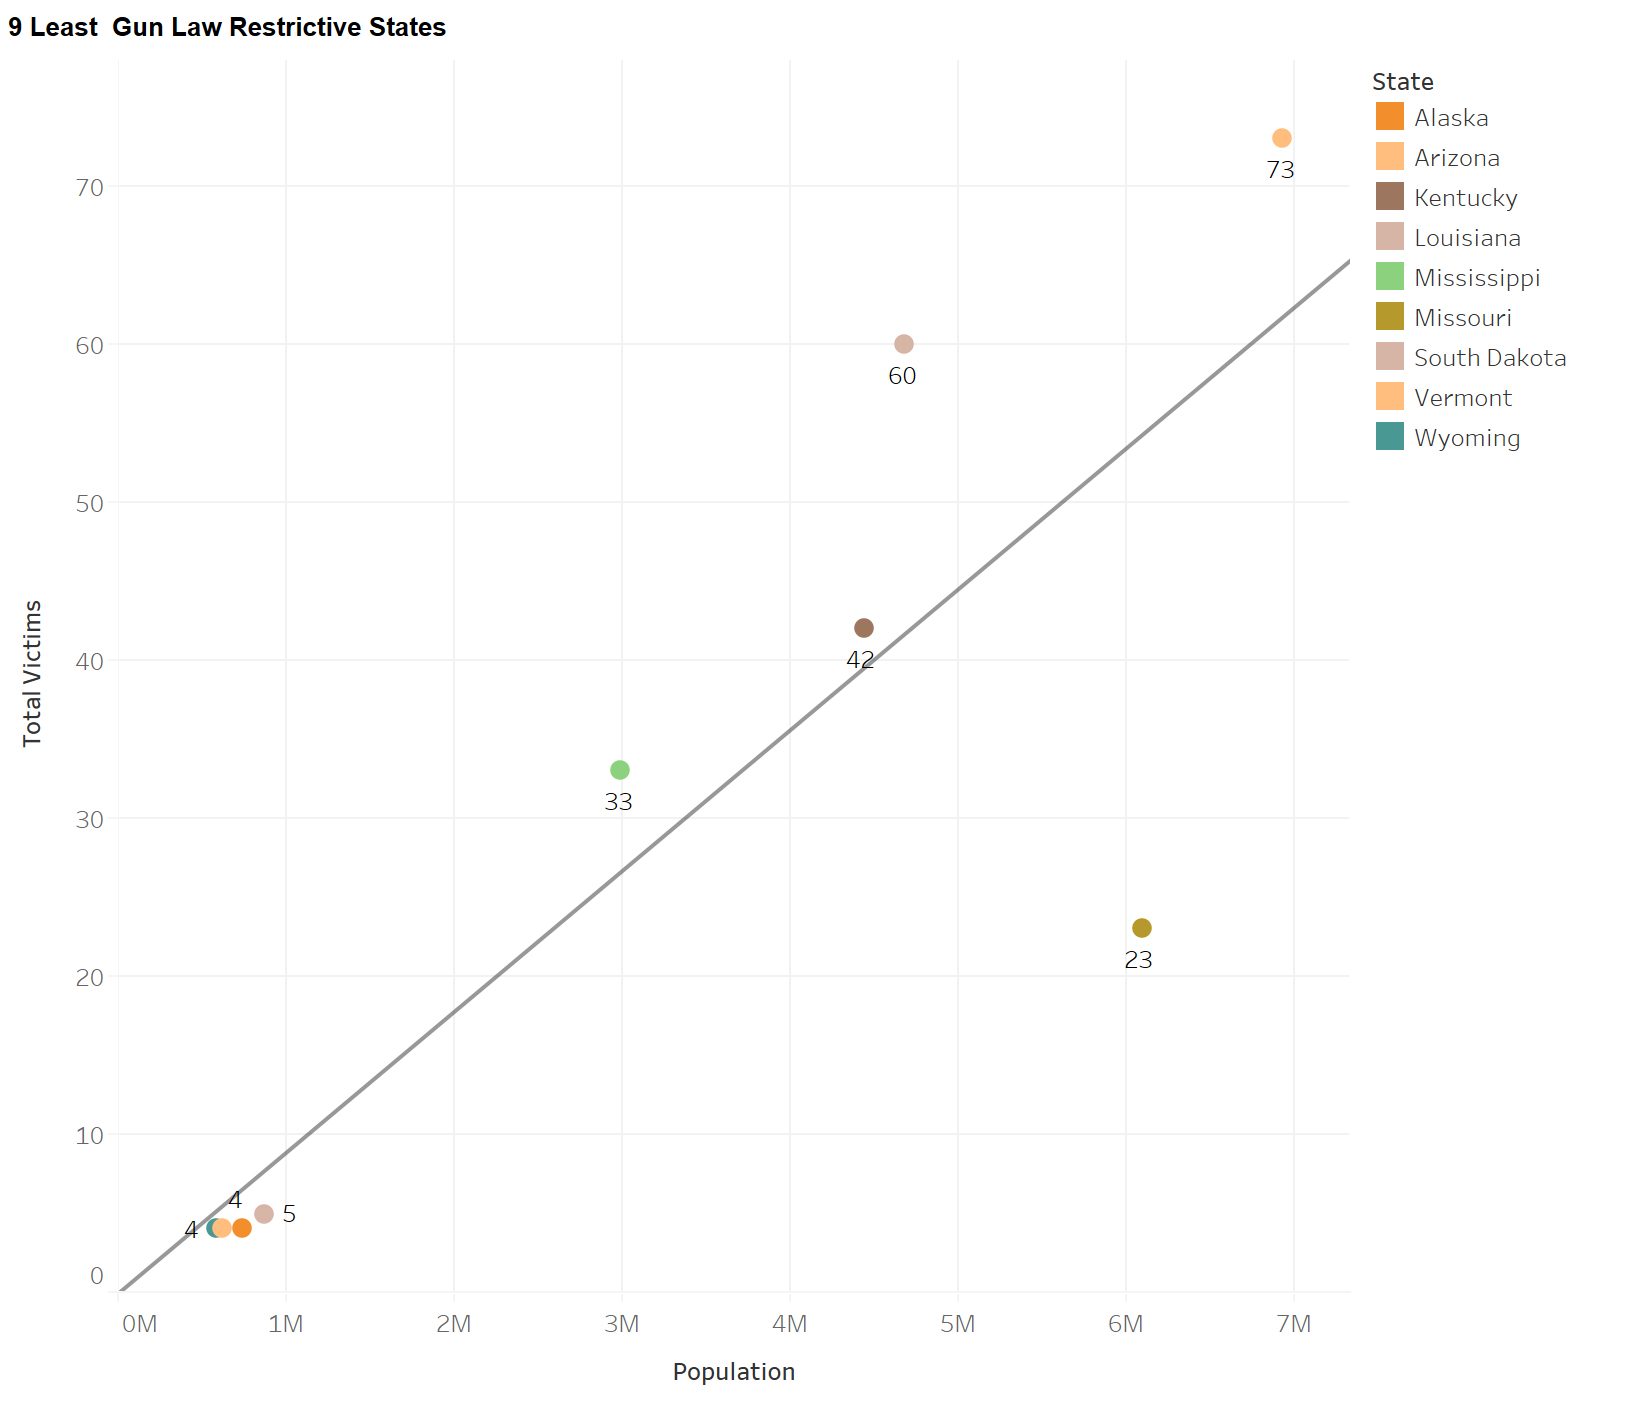 9 Least  Gun Law Restrictive States
State
Alaska
Arizona
Kentucky
Louisiana
Mississippi
Missouri
South Dakota
Vermont
Wyoming
73
70
60
60
50
42
40
33
30
23
20
10
4
5
4
0
Total Victims
0M 1M 2M 3M 4M 5M 6M 7M
Population